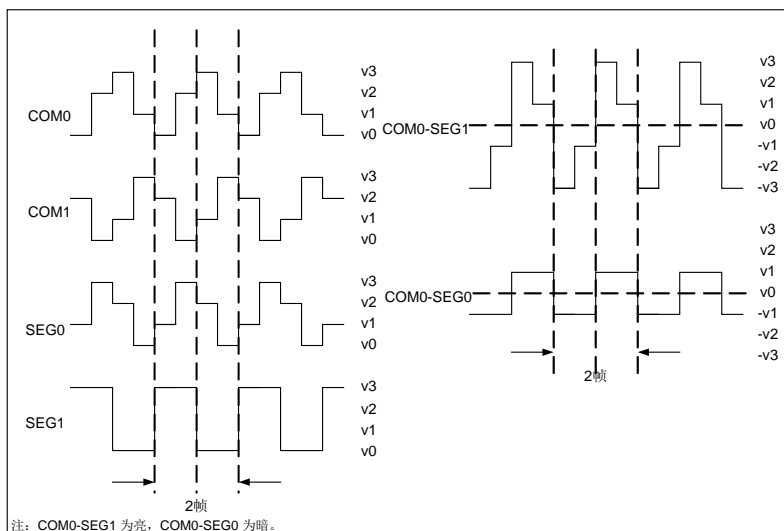 COM0
v3
v2
v1
v0
COM1
v3
v2
v1
v0
SEG0
v3
v2
v1
v0
SEG1
v3
v2
v1
v0
2帧
COM0-SEG1
v3
v2
v1
v0
-v1
-v2
-v3
COM0-SEG0
v3
v2
v1
v0
-v1
-v2
-v3
2帧
注：COM0-SEG1 为亮，COM0-SEG0 为暗。